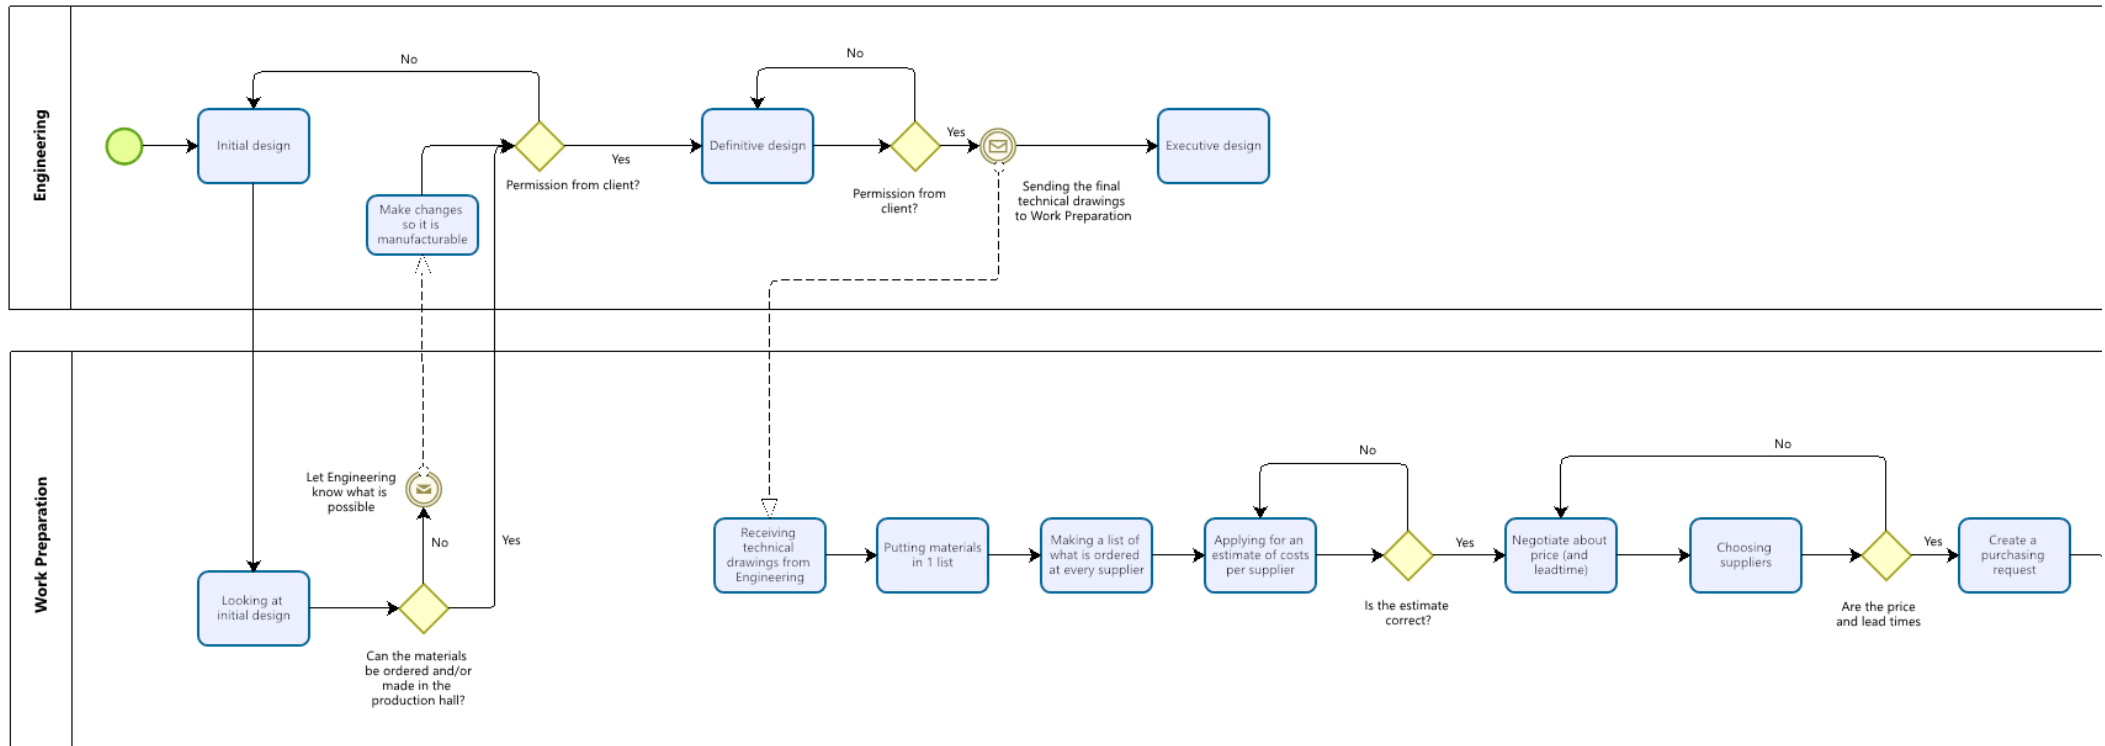 Engineering
No
No
Initial design
Make changes
so it is
manufacturable
Permission from client?
Yes
Definitive design
Permission from
client?
Yes
Sending the final
technical drawings
to Work Preparation
Executive design
Work Preparation
Looking at
initial design
Let Engineering
know what is
possible
No
Yes
Can the materials
be ordered and/or
made in the
production hall?
Receiving
technical
drawings from
Engineering
Putting materials
in 1 list
Making a list of
what is ordered
at every supplier
Applying for an
estimate of costs
per supplier
No
Is the estimate
correct?
Yes
Negotiate about
price (and
leadtime)
Choosing
suppliers
No
Are the price
and lead times
Yes
Create a
purchasing
request